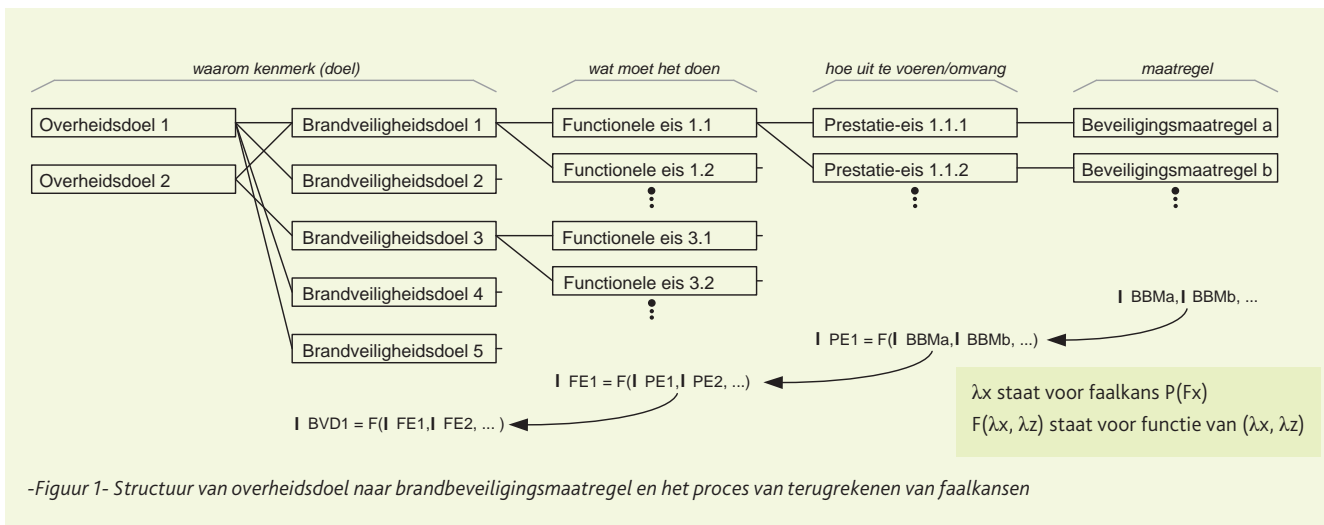 waarom kenmerk (doel) wat moet het doen hoe uit te voeren/omvang maatregel
Overheidsdoel 1 Brandveiligheidsdoel 1 Functionele eis 1.1 Prestatie-eis 1.1.1 Beveiligingsmaatregel a
Functionele eis 1.2 Prestatie-eis 1.1.2 Beveiligingsmaatregel b
Overheidsdoel 2 Brandveiligheidsdoel 2
Brandveiligheidsdoel 3 Functionele eis 3.1
Functionele eis 3.2
Brandveiligheidsdoel 4
Brandveiligheidsdoel 5
l BBMa,l BBMb, ...
l PE1 = F(l BBMa,l BBMb, ...)
l FE1 = F(l PE1,l PE2, ...)
l BVD1 = F(l FE1,l FE2, ... )
λx staat voor faalkans P(Fx)
F(λx, λz) staat voor functie van (λx, λz)
-Figuur 1- Structuur van overheidsdoel naar brandbeveiligingsmaatregel en het proces van terugrekenen van faalkansen